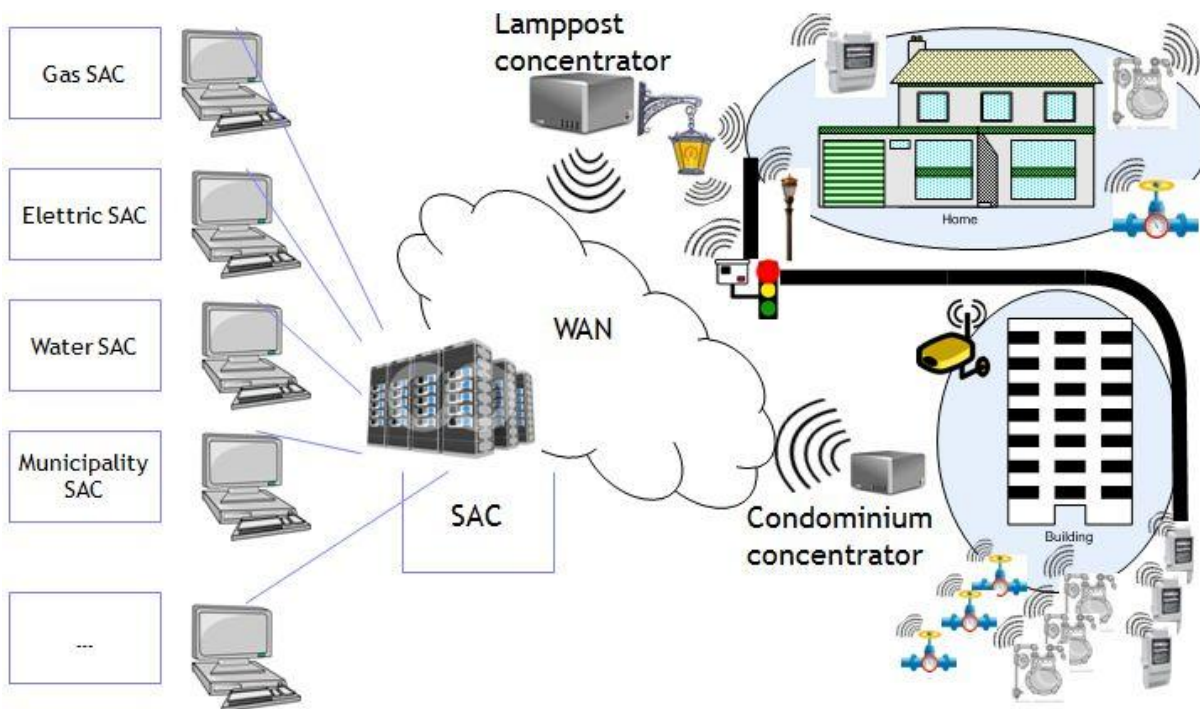 Gas SAC
Elettric SAC
Water SAC
Municipality
SAC
---
SAC
WAN
Lamppost
concentrator
Condominium
concentrator
Home
Building